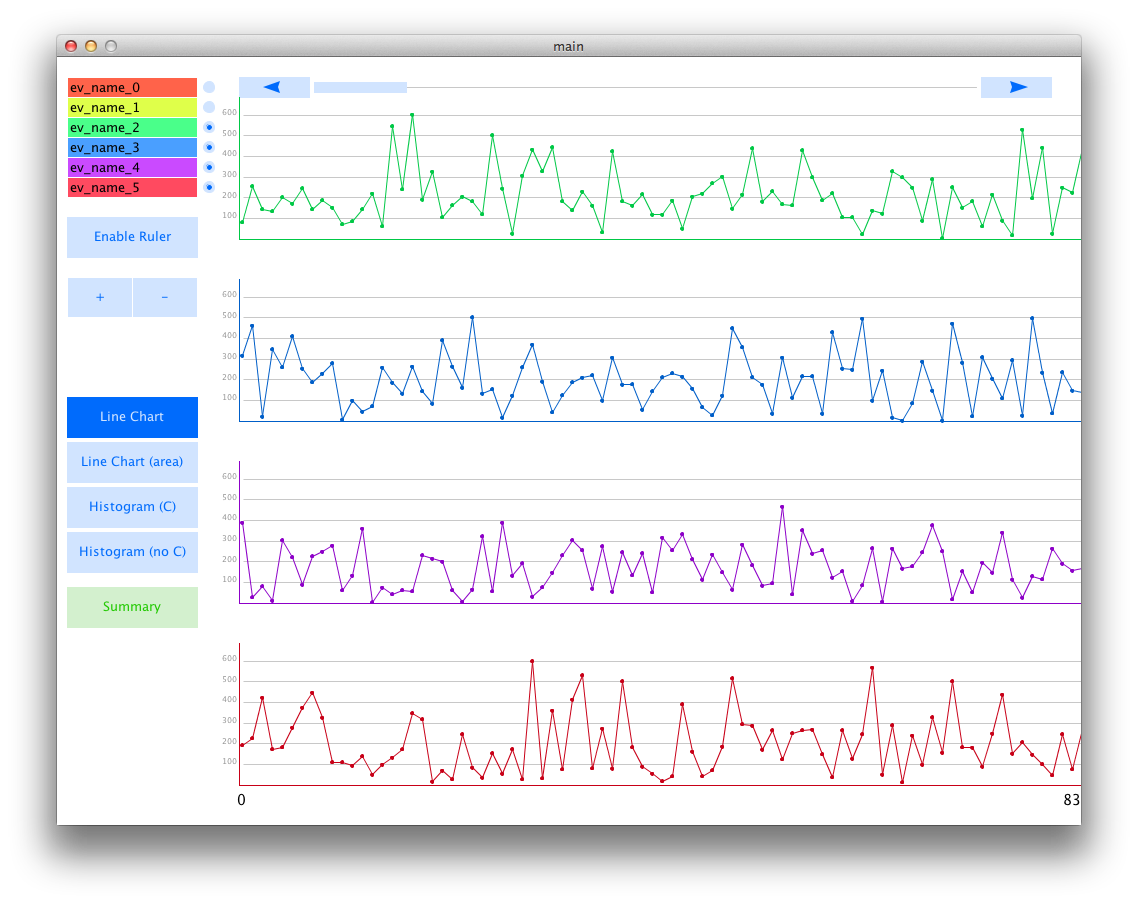 main
ev_name_0
ev_name_1
ev_name_2
ev_name_3
ev_name_4
ev_name_5
Enable Ruler
+ -
Line Chart
Line Chart (area)
Histogram (C)
Histogram (no C)
Summary
600
500
400
300
200
100
600
500
400
300
200
100
600
500
400
300
200
100
600
500
400
300
200
100
0 83